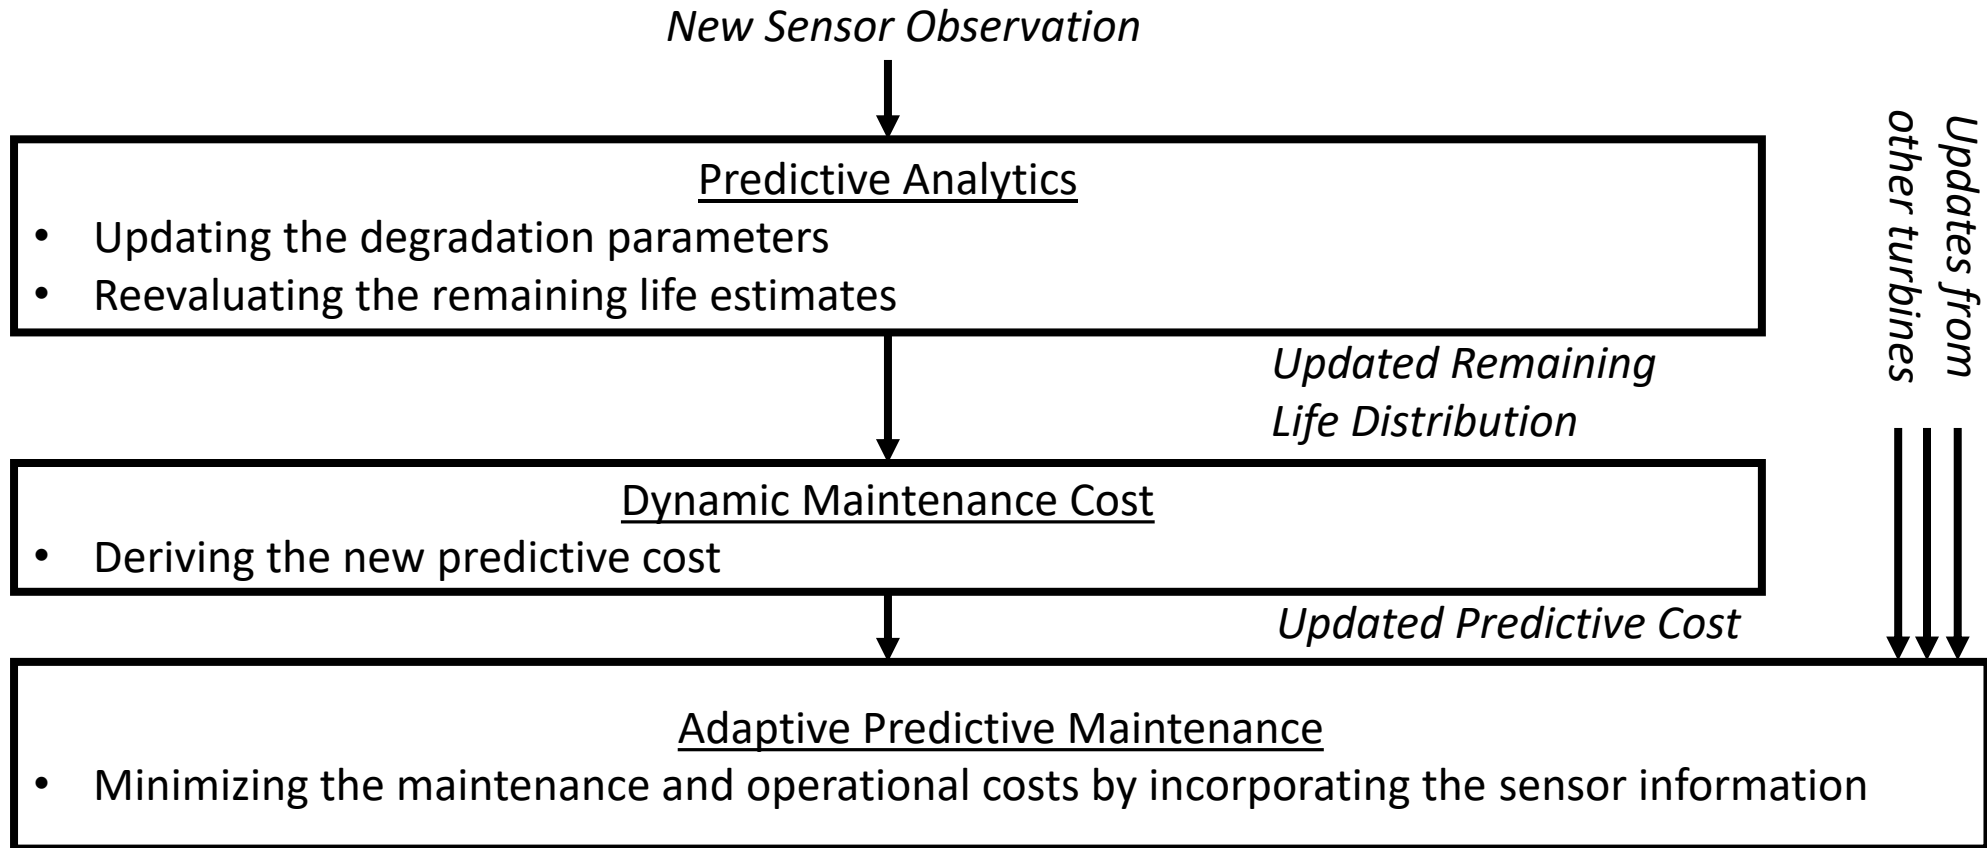 New Sensor Observation
Predictive Analytics
• Updating the degradation parameters
• Reevaluating the remaining life estimates
Updated Remaining
Life Distribution
Dynamic Maintenance Cost
• Deriving the new predictive cost
Updated Predictive Cost
Updates from
other turbines
Adaptive Predictive Maintenance
• Minimizing the maintenance and operational costs by incorporating the sensor information